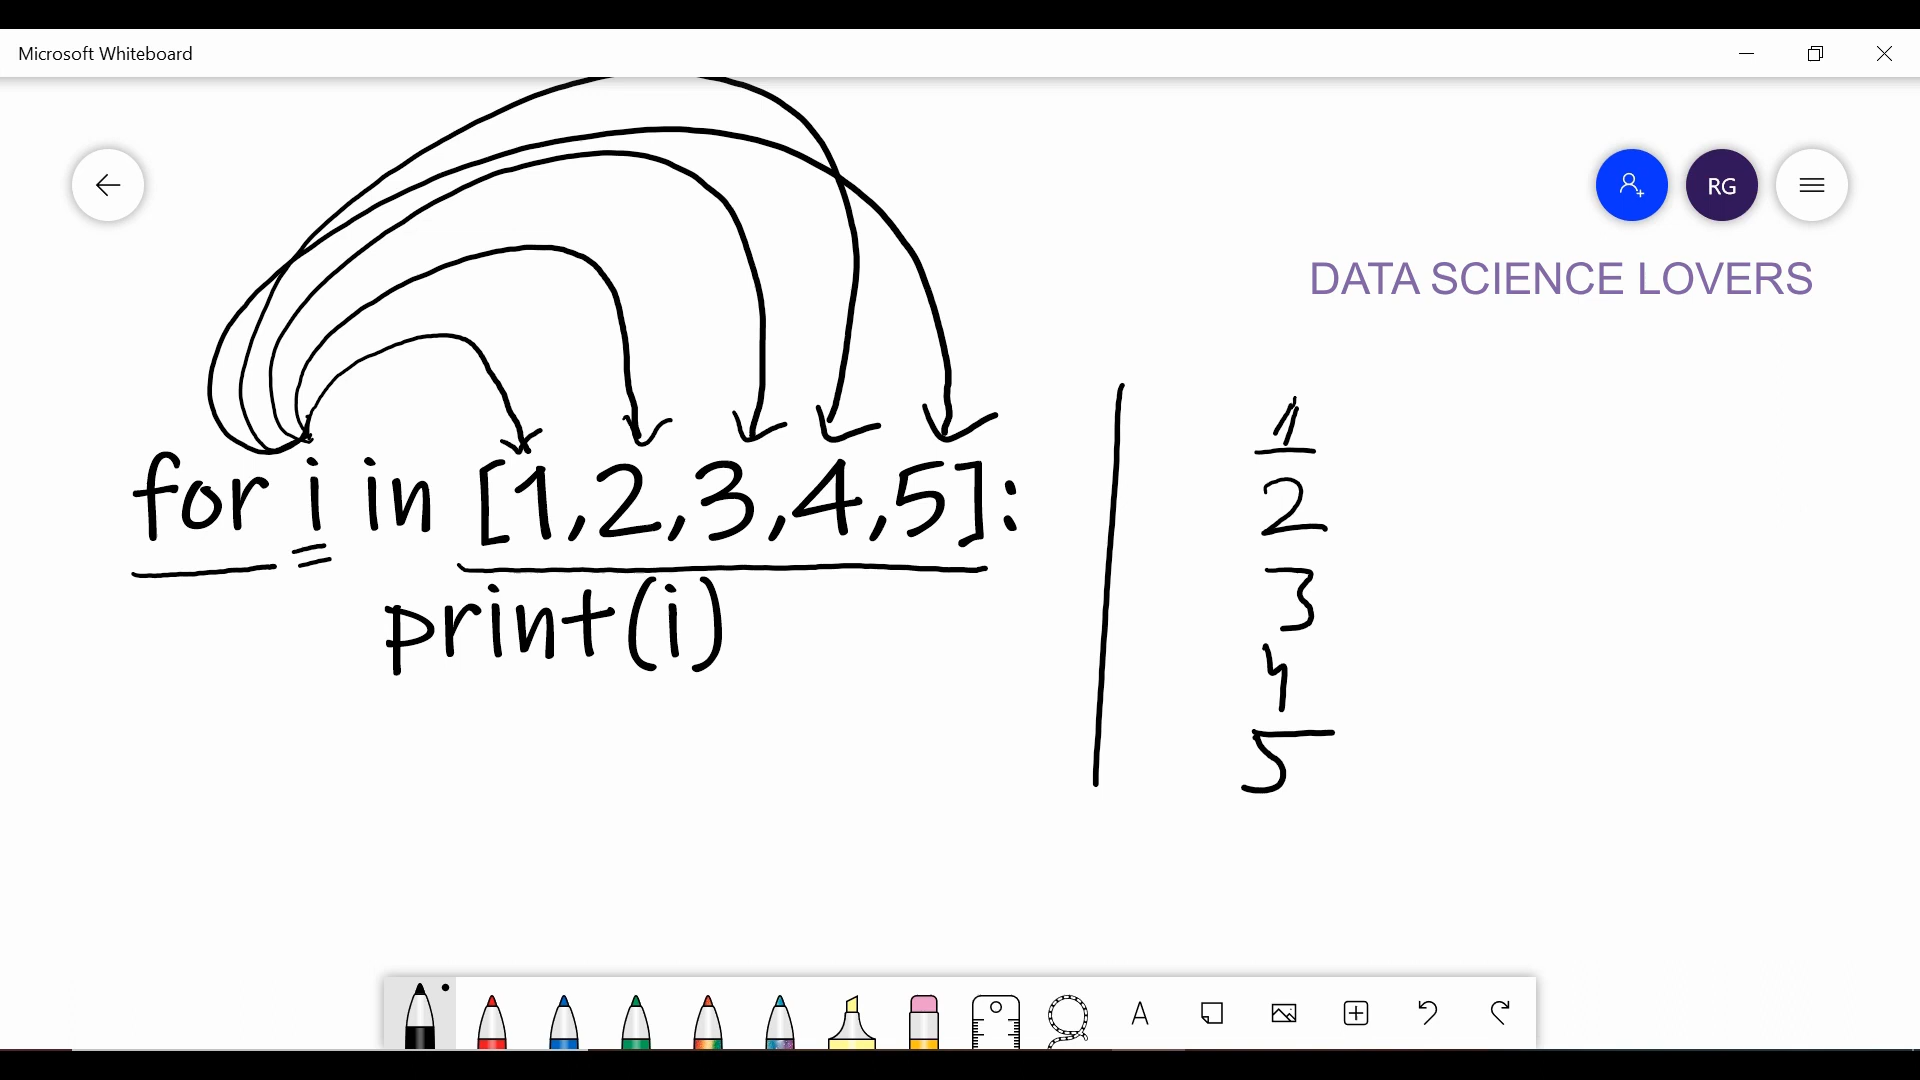 Microsoft Whiteboard
RG
DATA SCIENCE LOVERS
for i in [1,2,3,4,5]:
print(i)
1
2
3
4
5